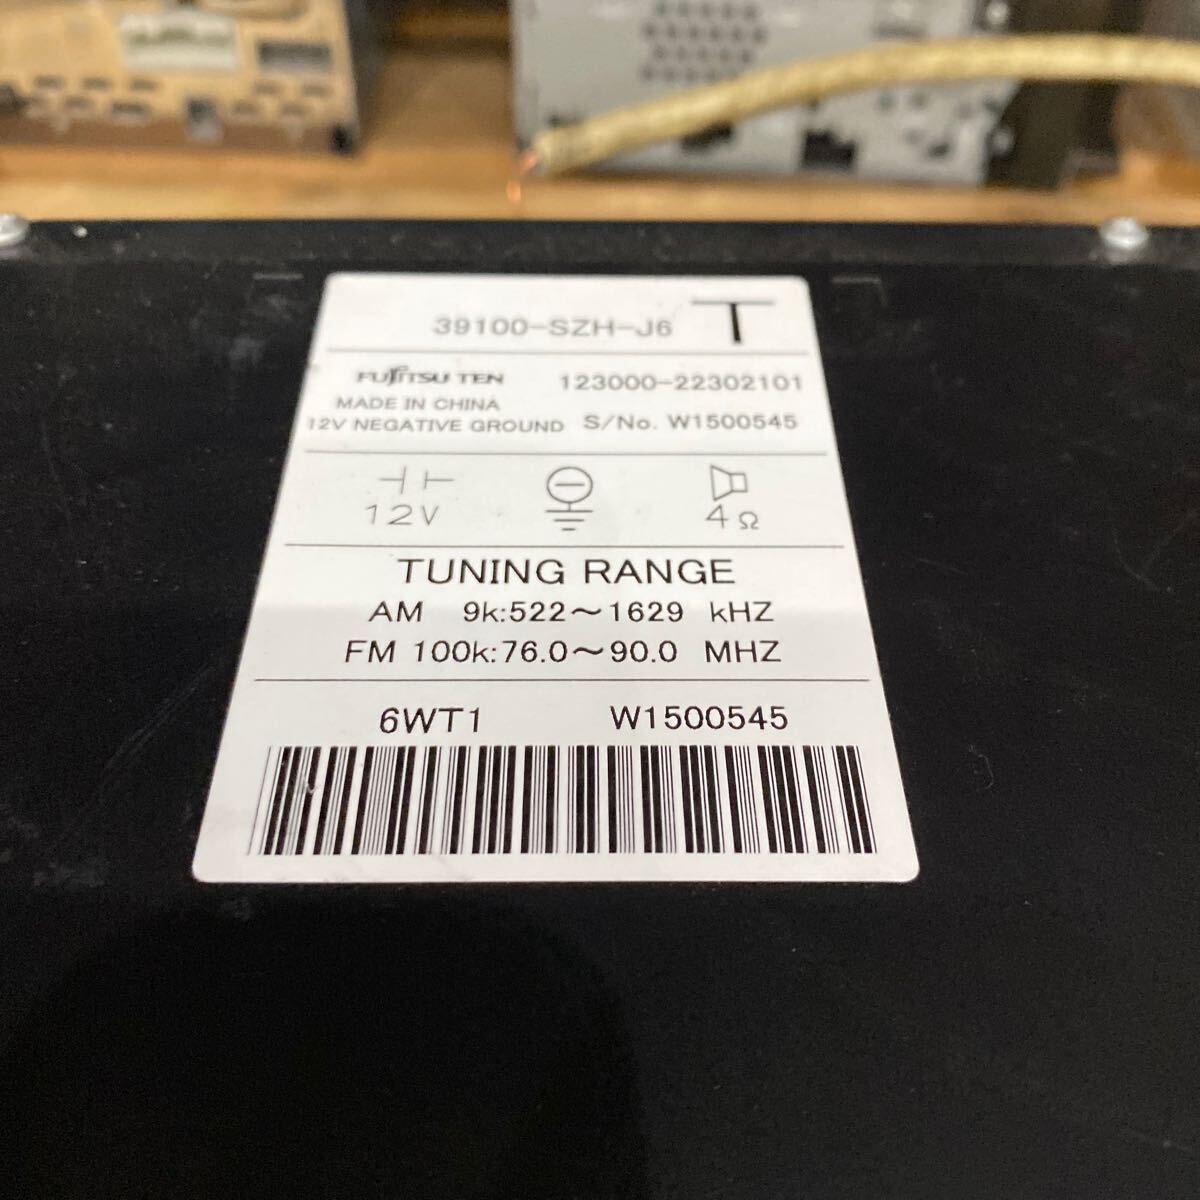 39100-SZH-J6 T
FUJITSU TEN 123000-22302101
MADE IN CHINA
12V NEGATIVE GROUND S/No. W1500545
12V 4Ω
TUNING RANGE
AM 9k:522～1629 kHZ
FM 100k:76.0～90.0 MHZ
6WT1 W1500545